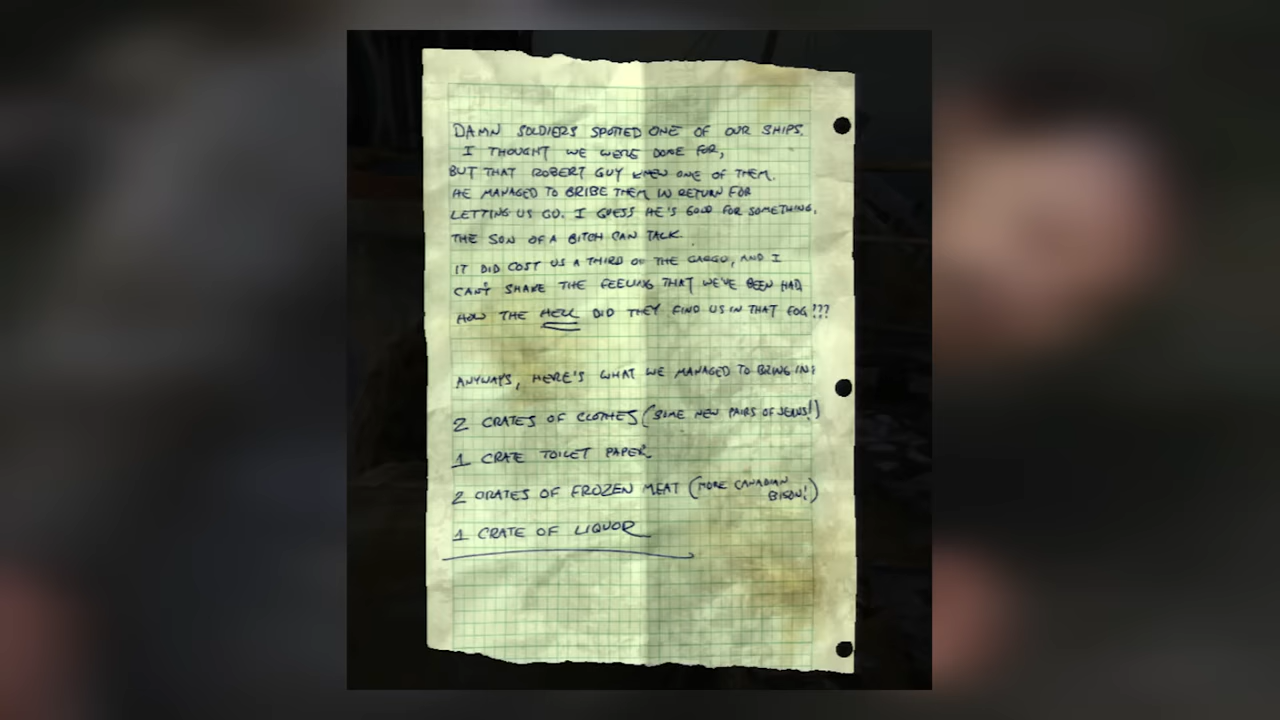 DAMN SOLDIERS SPOTTED ONE OF OUR SHIPS.
I THOUGHT WE WERE DONE FOR,
BUT THAT ROBERT GUY KNEW ONE OF THEM.
HE MANAGED TO BRIBE THEM IN RETURN FOR
LETTING US GO. I GUESS HE'S GOOD FOR SOMETHING,
THE SON OF A BITCH CAN TALK.
IT DID COST US A THIRD OF THE CARGO, AND I
CAN'T SHAKE THE FEELING THAT WE'VE BEEN HAD,
HOW THE HELL DID THEY FIND US IN THAT FOG!???
ANYWAYS, HERE'S WHAT WE MANAGED TO BRING IN:
2 CRATES OF CLOTHES (SOME NEW PAIRS OF JEANS!)
1 CRATE TOILET PAPER
2 CRATES OF FROZEN MEAT (MORE CANADIAN
BISON!)
1 CRATE OF LIQUOR